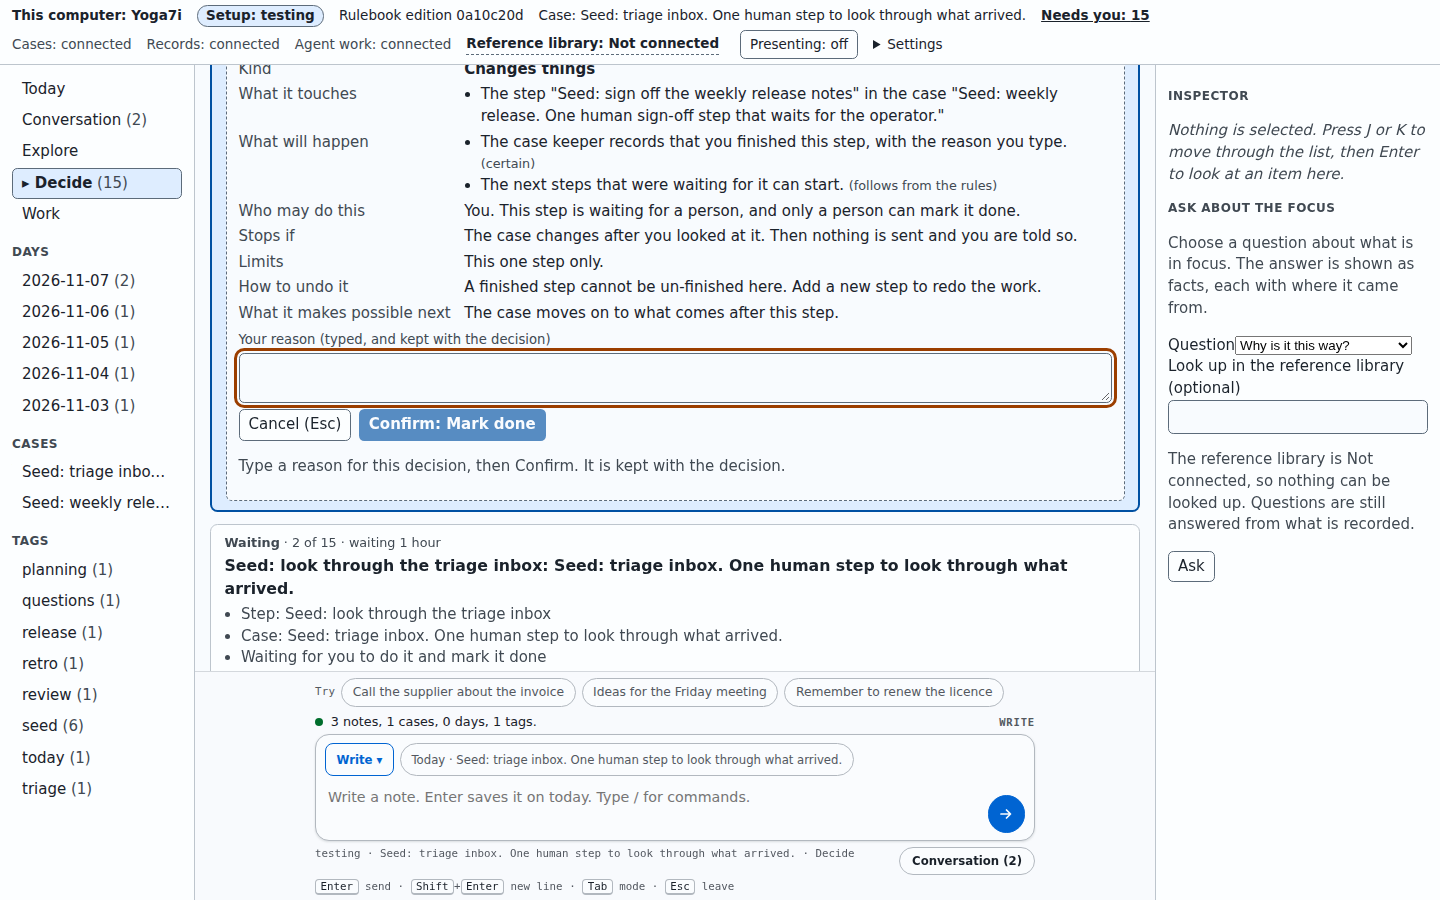 This computer: Yoga7i Setup: testing Rulebook edition 0a10c20d Case: Seed: triage inbox. One human step to look through what arrived. Needs you: 15
Cases: connected Records: connected Agent work: connected Reference library: Not connected Presenting: off ▶ Settings
Today
Conversation (2)
Explore
▸ Decide (15)
Work
DAYS
2026-11-07 (2)
2026-11-06 (1)
2026-11-05 (1)
2026-11-04 (1)
2026-11-03 (1)
CASES
Seed: triage inbo...
Seed: weekly rele...
TAGS
planning (1)
questions (1)
release (1)
retro (1)
review (1)
seed (6)
today (1)
triage (1)
Kind Changes things
What it touches • The step "Seed: sign off the weekly release notes" in the case "Seed: weekly
release. One human sign-off step that waits for the operator."
What will happen • The case keeper records that you finished this step, with the reason you type.
(certain)
• The next steps that were waiting for it can start. (follows from the rules)
Who may do this You. This step is waiting for a person, and only a person can mark it done.
Stops if The case changes after you looked at it. Then nothing is sent and you are told so.
Limits This one step only.
How to undo it A finished step cannot be un-finished here. Add a new step to redo the work.
What it makes possible next The case moves on to what comes after this step.
Your reason (typed, and kept with the decision)
Cancel (Esc) Confirm: Mark done
Type a reason for this decision, then Confirm. It is kept with the decision.
Waiting · 2 of 15 · waiting 1 hour
Seed: look through the triage inbox: Seed: triage inbox. One human step to look through what
arrived.
• Step: Seed: look through the triage inbox
• Case: Seed: triage inbox. One human step to look through what arrived.
• Waiting for you to do it and mark it done
Try Call the supplier about the invoice Ideas for the Friday meeting Remember to renew the licence
3 notes, 1 cases, 0 days, 1 tags. WRITE
Write ▾ Today · Seed: triage inbox. One human step to look through what arrived.
Write a note. Enter saves it on today. Type / for commands.
→
testing · Seed: triage inbox. One human step to look through what arrived. · Decide Conversation (2)
Enter send · Shift+Enter new line · Tab mode · Esc leave
INSPECTOR
Nothing is selected. Press J or K to
move through the list, then Enter
to look at an item here.
ASK ABOUT THE FOCUS
Choose a question about what is
in focus. The answer is shown as
facts, each with where it came
from.
Question Why is it this way?
Look up in the reference library
(optional)
The reference library is Not
connected, so nothing can be
looked up. Questions are still
answered from what is recorded.
Ask